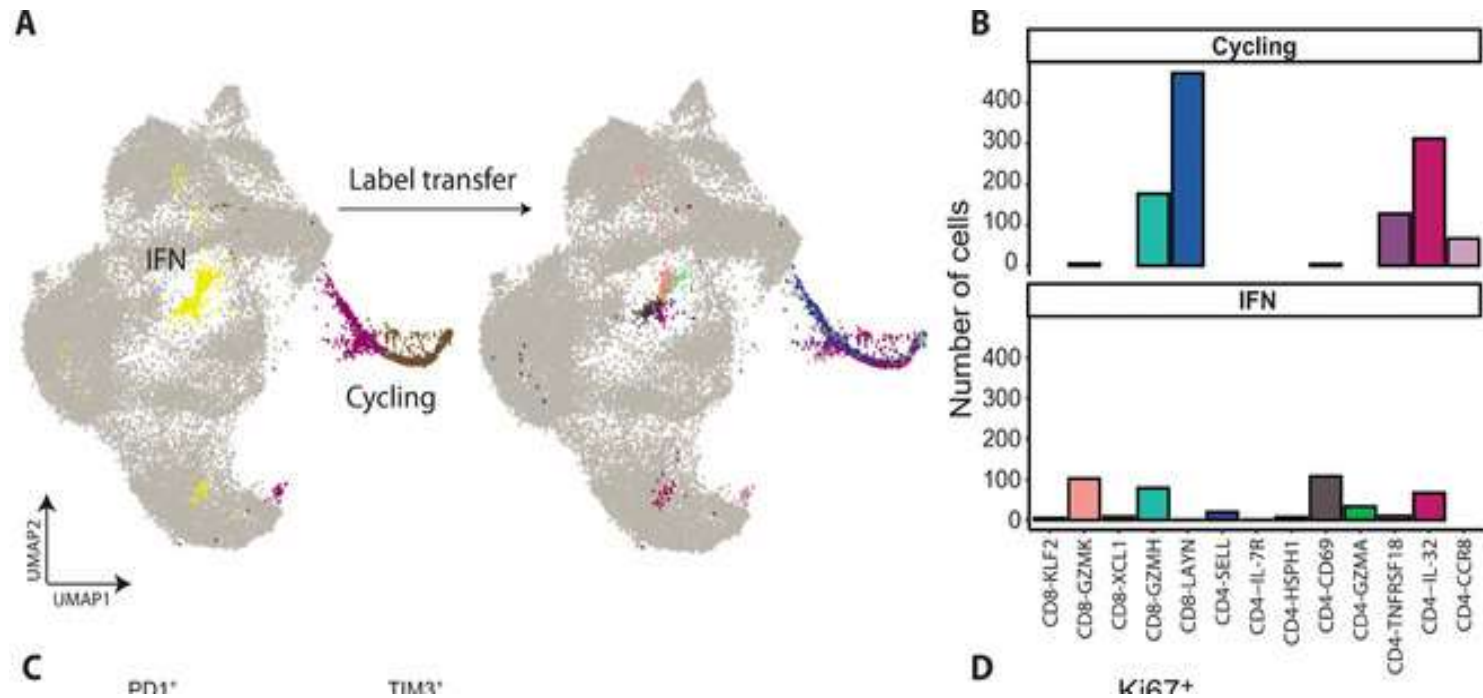 A
Label transfer
IFN
Cycling
UMAP2
UMAP1
B
Cycling
Number of cells
400
300
200
100
0
IFN
400
300
200
100
0
CD8-KLF2
CD8-GZMK
CD8-XCL1
CD8-GZMH
CD8-LAYN
CD4-SELL
CD4–IL-7R
CD4-HSPH1
CD4-CD69
CD4-GZMA
CD4-TNFRSF18
CD4–IL-32
CD4-CCR8
C
PD1⁺
TIM3⁺
D
Ki67⁺